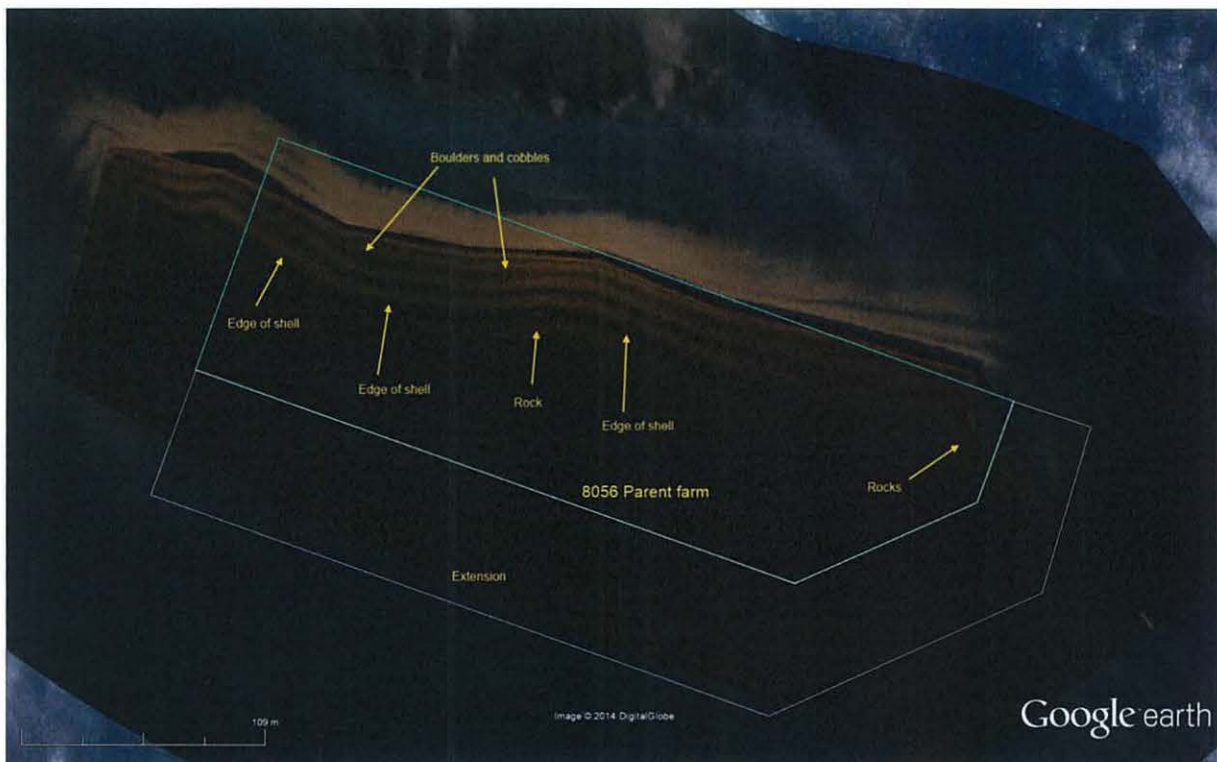 Boulders and cobbles
Edge of shell
Edge of shell
Rock
Edge of shell
Rocks
8056 Parent farm
Extension
109 m
Image © 2014 DigitalGlobe
Google earth